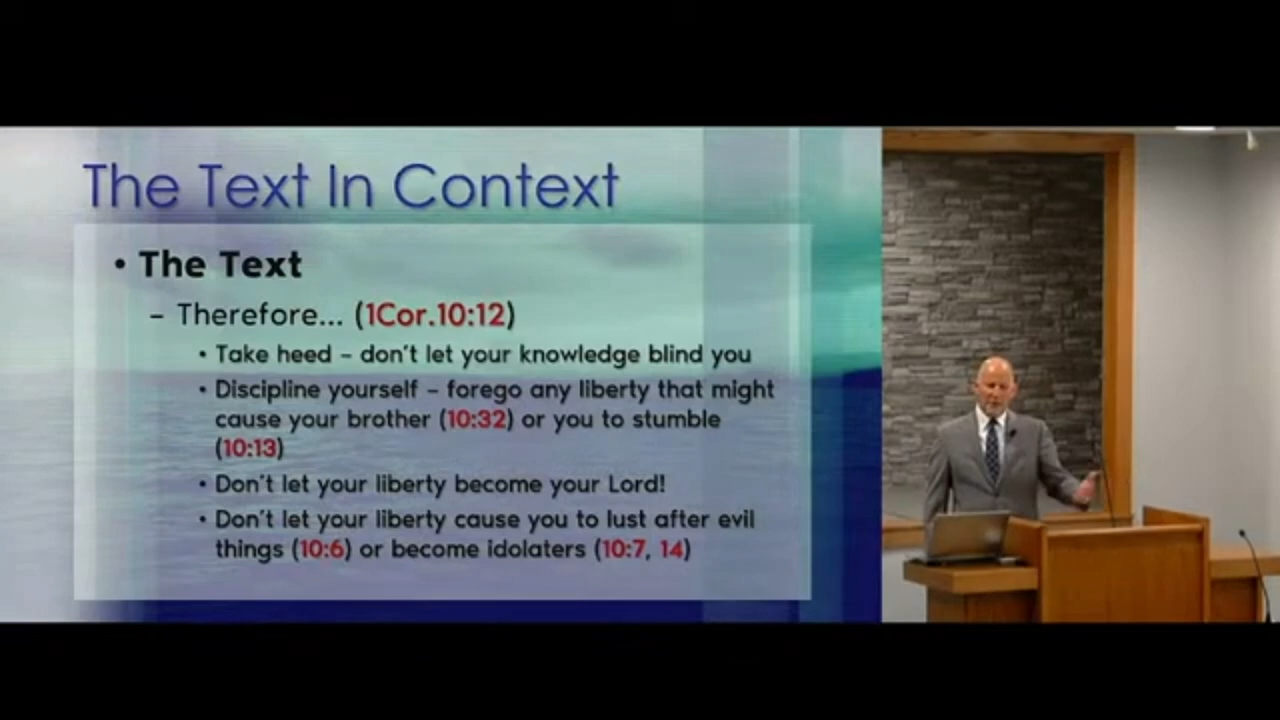 The Text In Context
• The Text
– Therefore... (1Cor.10:12)
• Take heed – don't let your knowledge blind you
• Discipline yourself – forego any liberty that might
cause your brother (10:32) or you to stumble
(10:13)
• Don't let your liberty become your Lord!
• Don't let your liberty cause you to lust after evil
things (10:6) or become idolaters (10:7, 14)